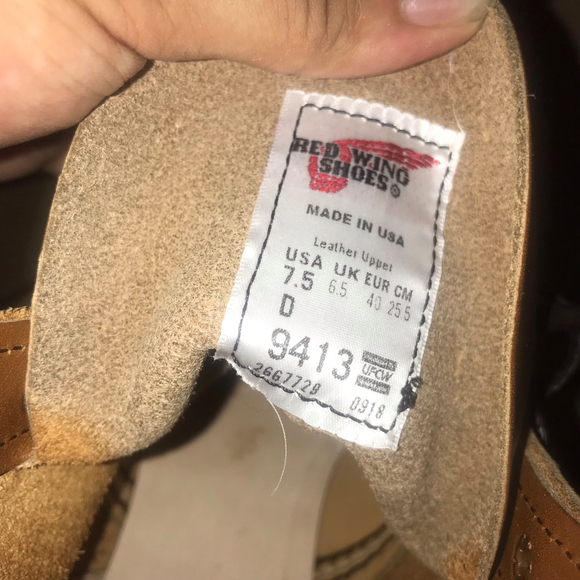 RED WING
SHOES®
MADE IN USA
Leather Upper
USA UK EUR CM
7.5 6.5 40 25.5
D
9413
UFCW
2667728
0918